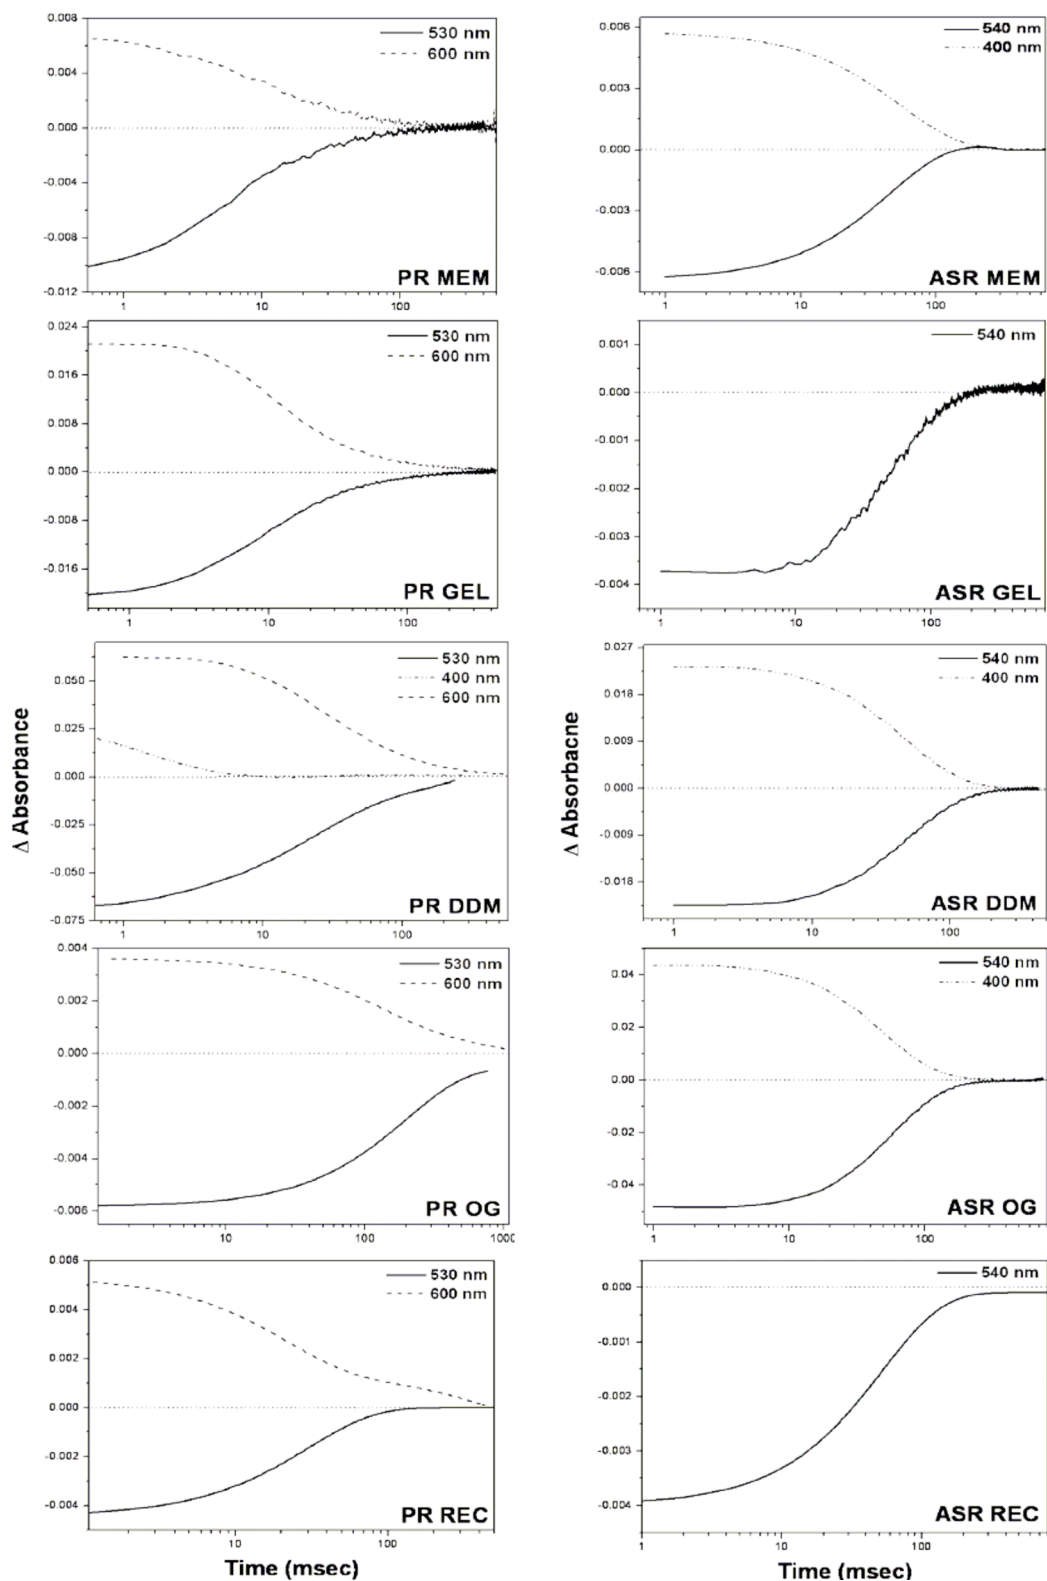 0.008
0.004
0.000
-0.004
-0.008
-0.012
530 nm
600 nm
PR MEM
1
10
100
0.006
0.003
0.000
-0.003
-0.006
540 nm
400 nm
ASR MEM
1
10
100
0.024
0.016
0.008
0.000
-0.008
-0.016
530 nm
600 nm
PR GEL
1
10
100
0.001
0.000
-0.001
-0.002
-0.003
-0.004
540 nm
ASR GEL
1
10
100
Δ Absorbance
0.050
0.025
0.000
-0.025
-0.050
-0.075
530 nm
400 nm
600 nm
PR DDM
1
10
100
Δ Absorbacne
0.027
0.018
0.009
0.000
-0.009
-0.018
540 nm
400 nm
ASR DDM
1
10
100
0.004
0.002
0.000
-0.002
-0.004
-0.006
530 nm
600 nm
PR OG
10
100
1000
0.04
0.02
0.00
-0.02
-0.04
540 nm
400 nm
ASR OG
1
10
100
0.006
0.004
0.002
0.000
-0.002
-0.004
530 nm
600 nm
PR REC
10
100
Time (msec)
0.000
-0.001
-0.002
-0.003
-0.004
540 nm
ASR REC
1
10
100
Time (msec)